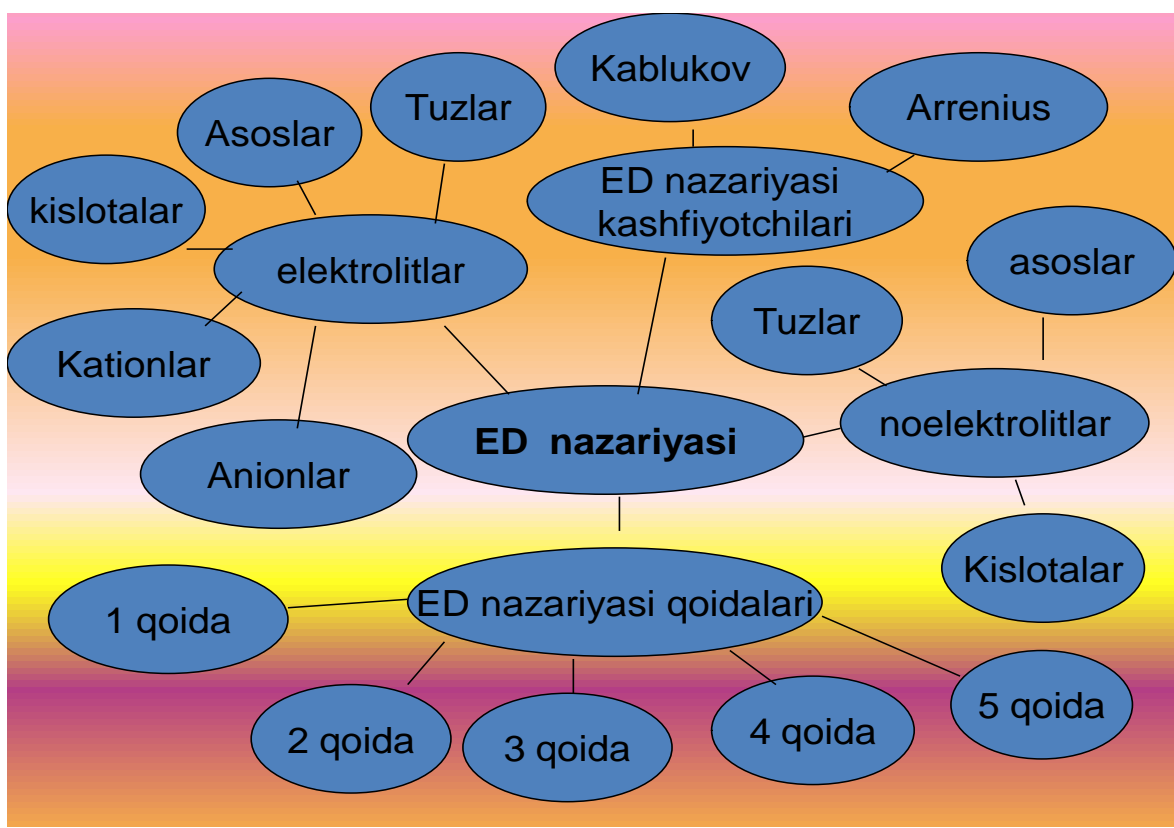 Kablukov
Tuzlar
Arrenius
Asoslar
ED nazariyasi
kashfiyotchilari
kislotalar
elektrolitlar
asoslar
Tuzlar
Kationlar
noelektrolitlar
ED nazariyasi
Anionlar
Kislotalar
ED nazariyasi qoidalari
1 qoida
5 qoida
4 qoida
2 qoida
3 qoida